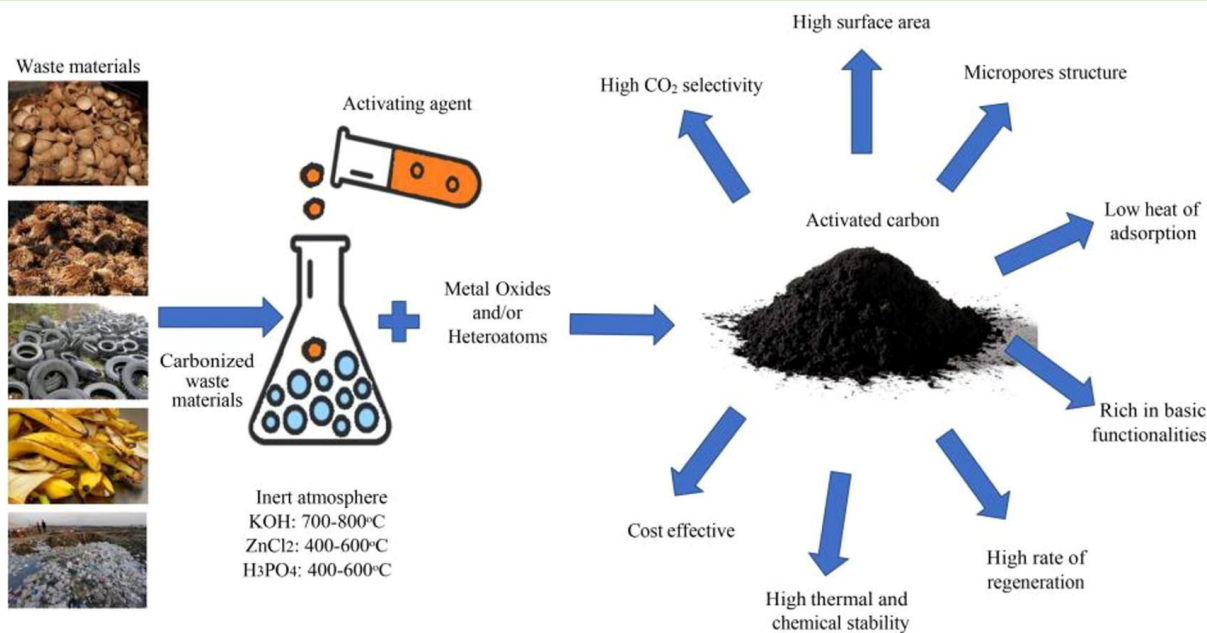 Waste materials
Carbonized
waste
materials
Activating agent
Inert atmosphere
KOH: 700-800°C
ZnCl2: 400-600°C
H3PO4: 400-600°C
Metal Oxides
and/or
Heteroatoms
Activated carbon
High CO₂ selectivity
High surface area
Micropores structure
Low heat of
adsorption
Rich in basic
functionalities
High rate of
regeneration
High thermal and
chemical stability
Cost effective